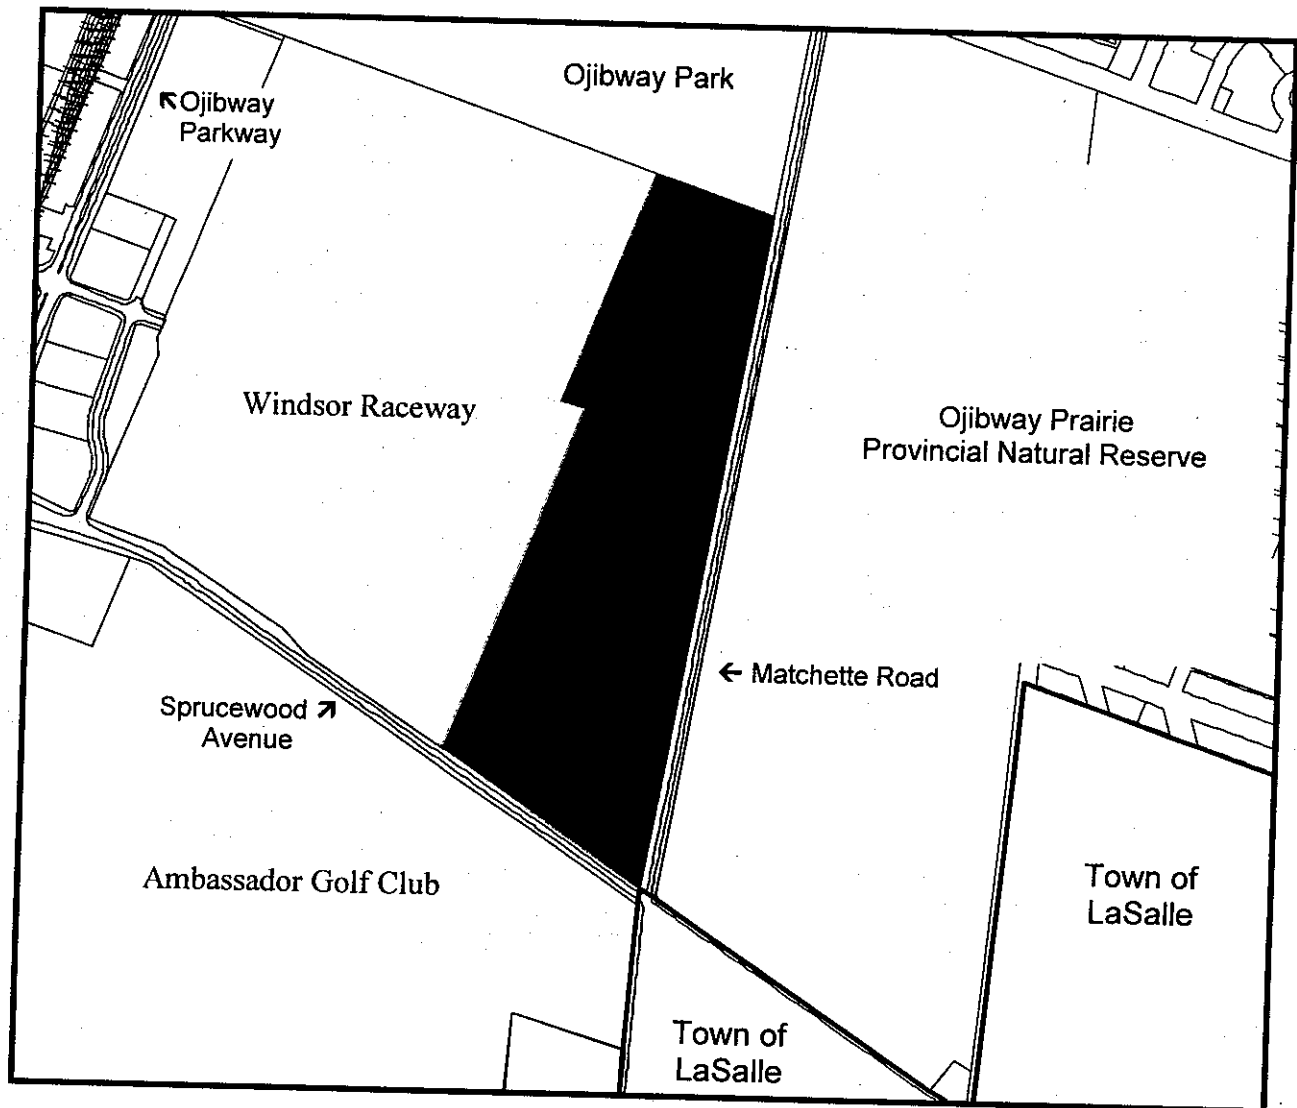 Ojibway Park
↖Ojibway
Parkway
Windsor Raceway
Ojibway Prairie
Provincial Natural Reserve
← Matchette Road
Sprucewood ↗
Avenue
Ambassador Golf Club
Town of
LaSalle
Town of
LaSalle